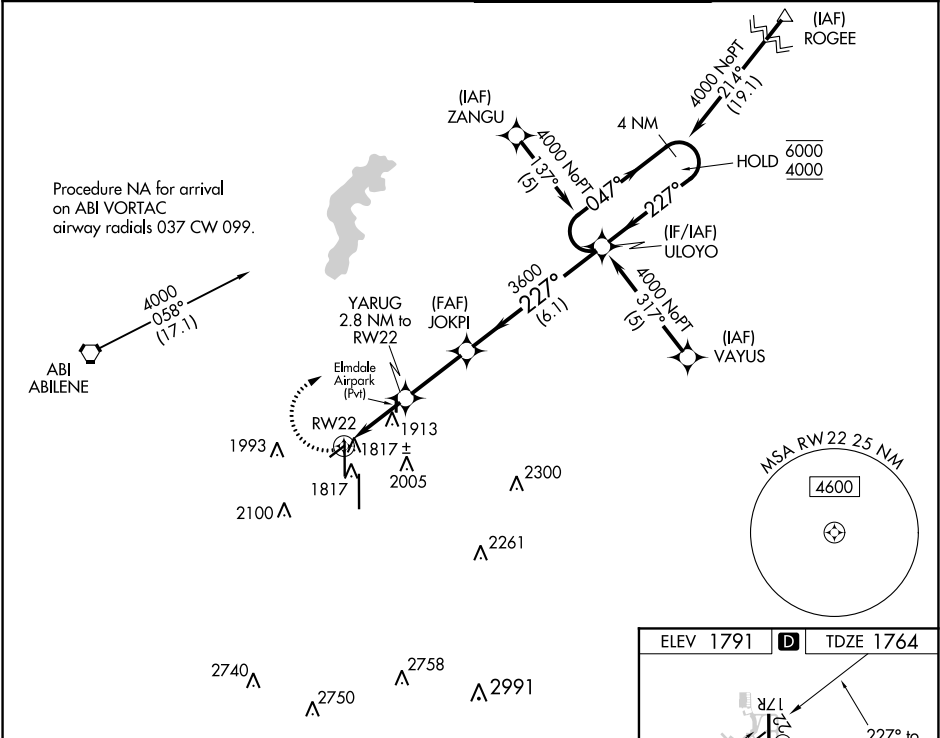 (IAF)
ROGEE
4000 NoPT
214°
(19.1)
(IAF)
ZANGU
4000 NoPT
137°
(5)
4 NM
HOLD
6000
4000
047°
227°
Procedure NA for arrival
on ABI VORTAC
airway radials 037 CW 099.
(IF/IAF)
ULOYO
3600
227°
(6.1)
4000 NoPT
317°
(5)
(IAF)
VAYUS
4000
058°
(17.1)
ABI
ABILENE
YARUG
2.8 NM to
RW22
(FAF)
JOKPI
Elmdale
Airpark
(Pvt)
RW22
1913
1993
1817 ±
2005
1817
2300
2100
2261
MSA RW 22 25 NM
4600
2740
2750
2758
2991
ELEV 1791
D
TDZE 1764
17R
22
227° to